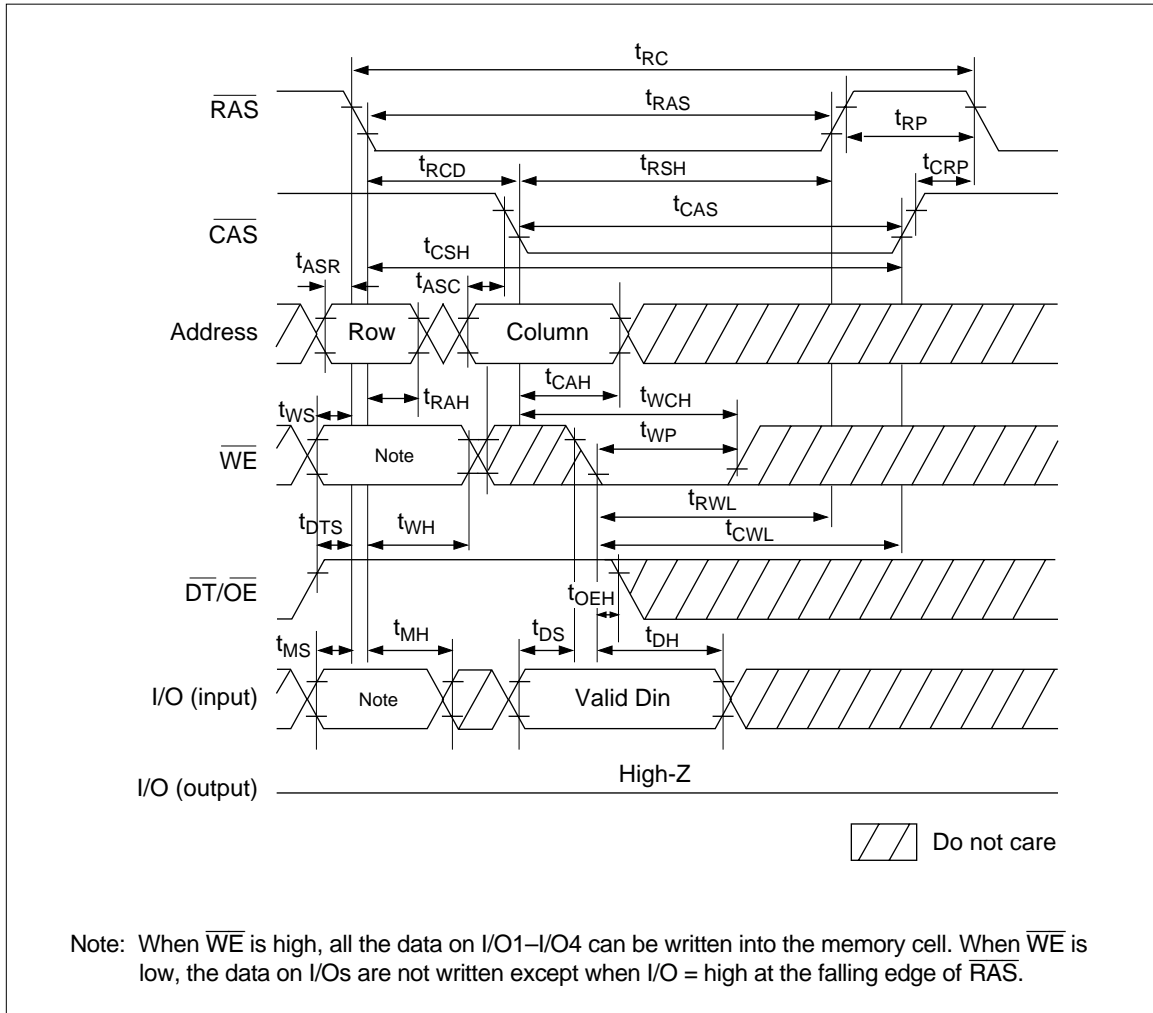 tRC
RAS
tRAS
tRP
tRCD
tRSH
tCRP
CAS
tCAS
tCSH
tASR
tASC
Address
Row
Column
tCAH
tRAH
tWCH
tWS
tWP
WE
Note
tRWL
tDTS
tWH
tCWL
DT/OE
tOEH
tMS
tMH
tDS
tDH
I/O (input)
Note
Valid Din
High-Z
I/O (output)
Do not care
Note: When WE is high, all the data on I/O1–I/O4 can be written into the memory cell. When WE is
low, the data on I/Os are not written except when I/O = high at the falling edge of RAS.